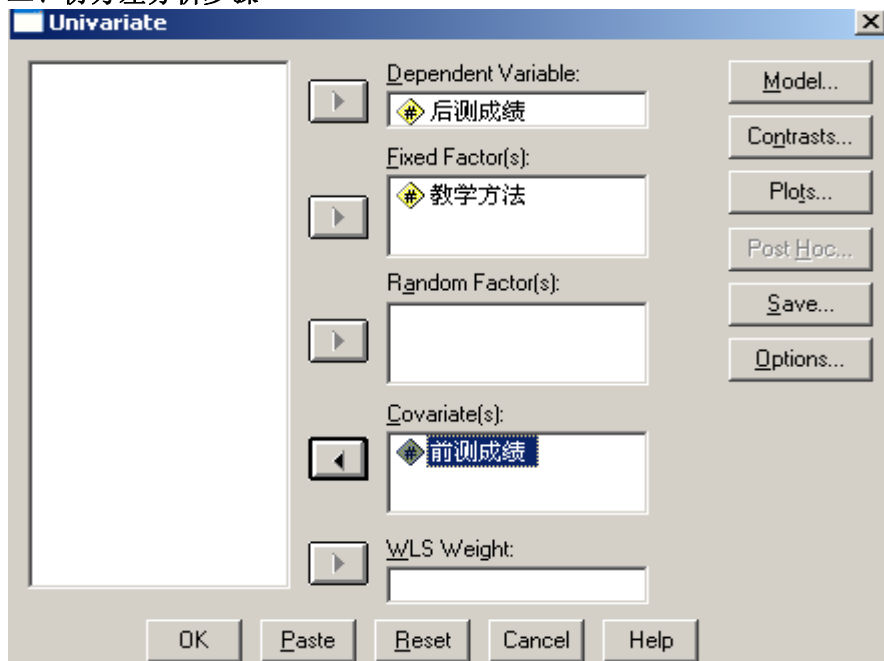 Univariate
Dependent Variable:
后测成绩
Fixed Factor(s):
教学方法
Random Factor(s):
Covariate(s):
前测成绩
WLS Weight:
Model...
Contrasts...
Plots...
Post Hoc...
Save...
Options...
OK
Paste
Reset
Cancel
Help